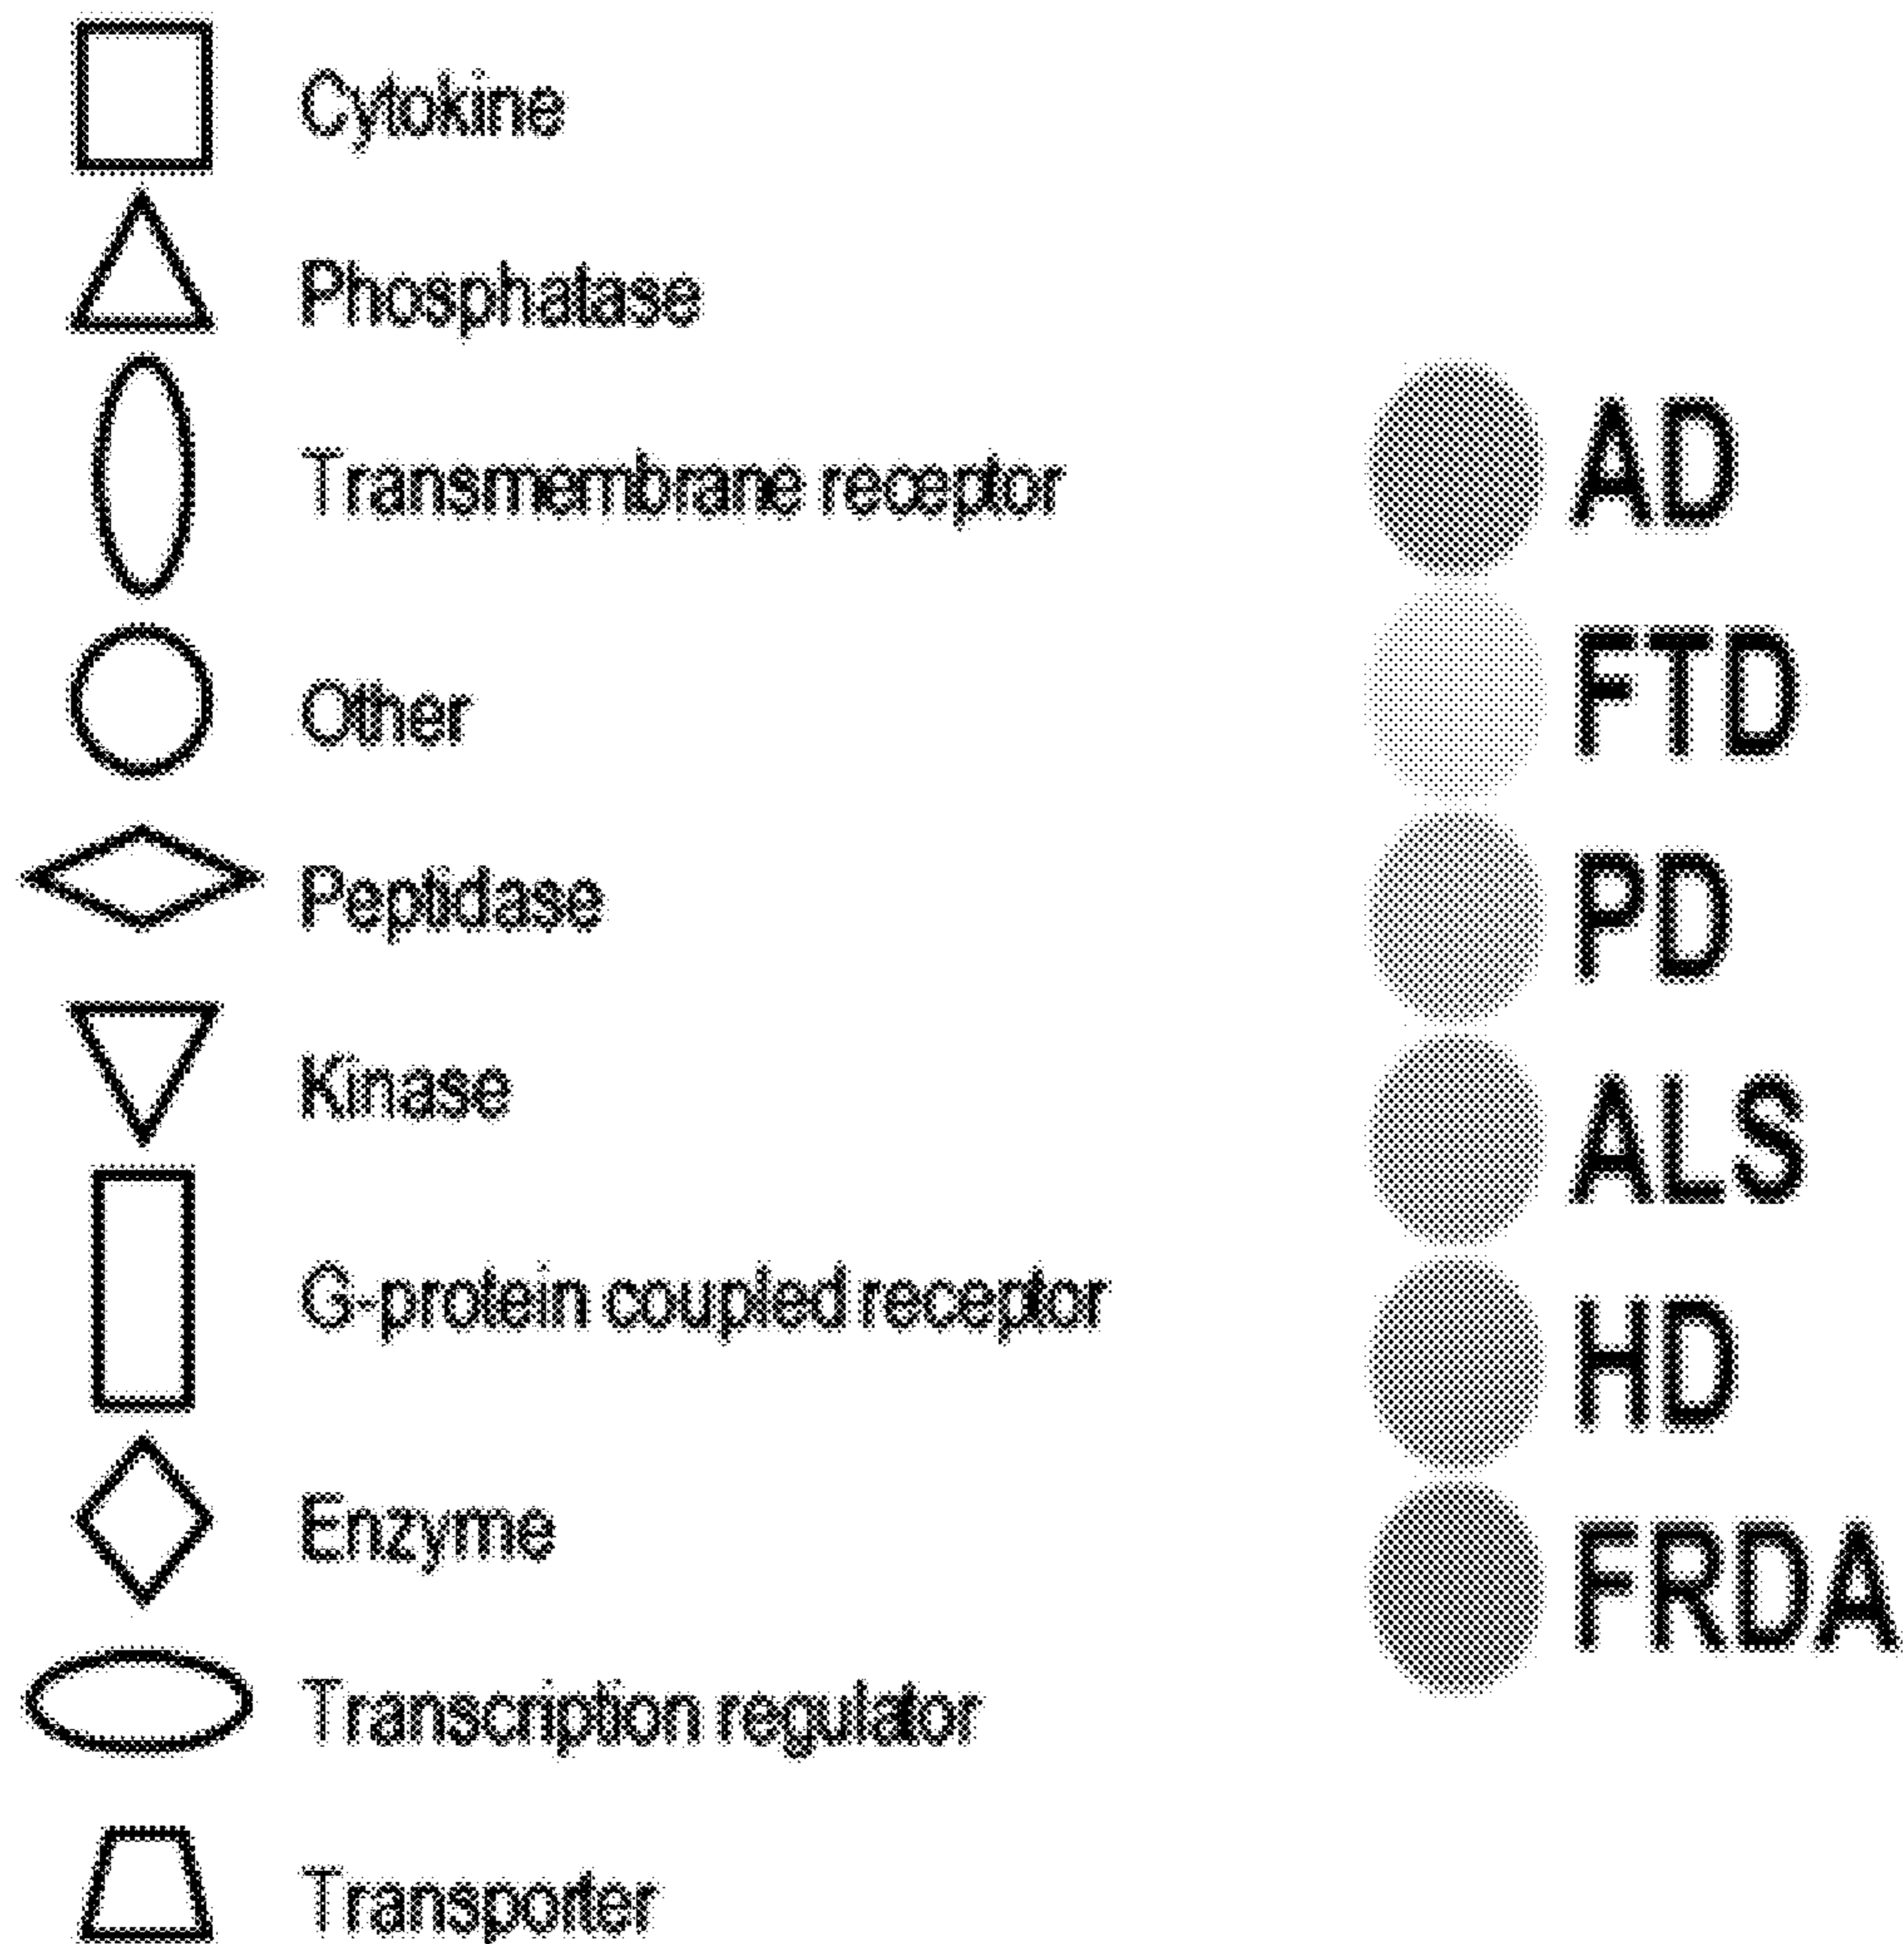 Cytokine
Phosphatase
Transmembrane receptor
Other
Peptidase
Kinase
G-protein coupled receptor
Enzyme
Transcription regulator
Transporter
AD
FTD
PD
ALS
HD
FRDA